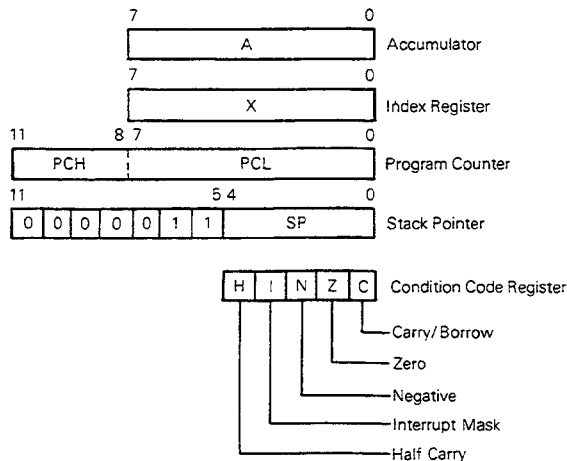 7 0
A Accumulator
7 0
X Index Register
11 8 7 0
PCH PCL Program Counter
11 5 4 0
0 0 0 0 0 1 1 SP Stack Pointer
H I N Z C Condition Code Register
Carry/Borrow
Zero
Negative
Interrupt Mask
Half Carry